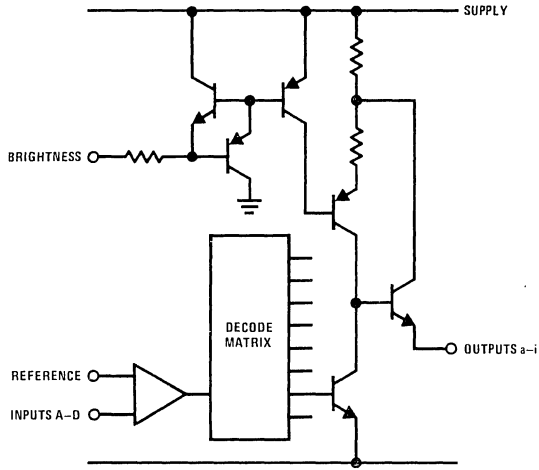 SUPPLY
BRIGHTNESS
DECODE
MATRIX
OUTPUTS a–i
REFERENCE
INPUTS A–D